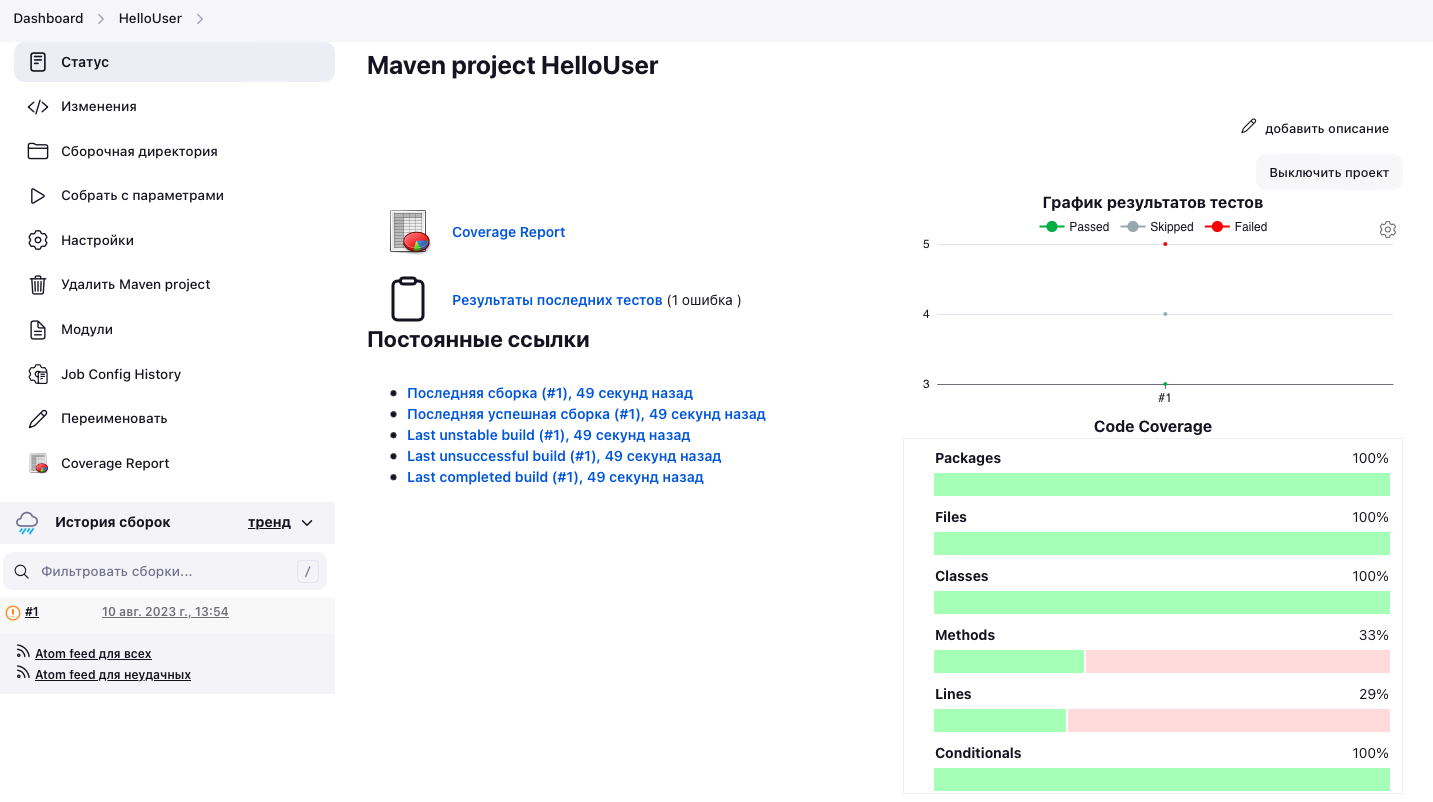 Dashboard HelloUser
Статус
Изменения
Сборочная директория
Собрать с параметрами
Настройки
Удалить Maven project
Модули
Job Config History
Переименовать
Coverage Report
История сборок тренд
Фильтровать сборки... /
#1 10 авг. 2023 г., 13:54
Atom feed для всех
Atom feed для неудачных
Maven project HelloUser
добавить описание
Выключить проект
Coverage Report
Результаты последних тестов (1 ошибка )
Постоянные ссылки
Последняя сборка (#1), 49 секунд назад
Последняя успешная сборка (#1), 49 секунд назад
Last unstable build (#1), 49 секунд назад
Last unsuccessful build (#1), 49 секунд назад
Last completed build (#1), 49 секунд назад
График результатов тестов
Passed Skipped Failed
5
4
3
#1
Code Coverage
Packages 100%
Files 100%
Classes 100%
Methods 33%
Lines 29%
Conditionals 100%